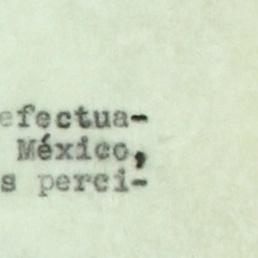 efectua-
México,
s perci-